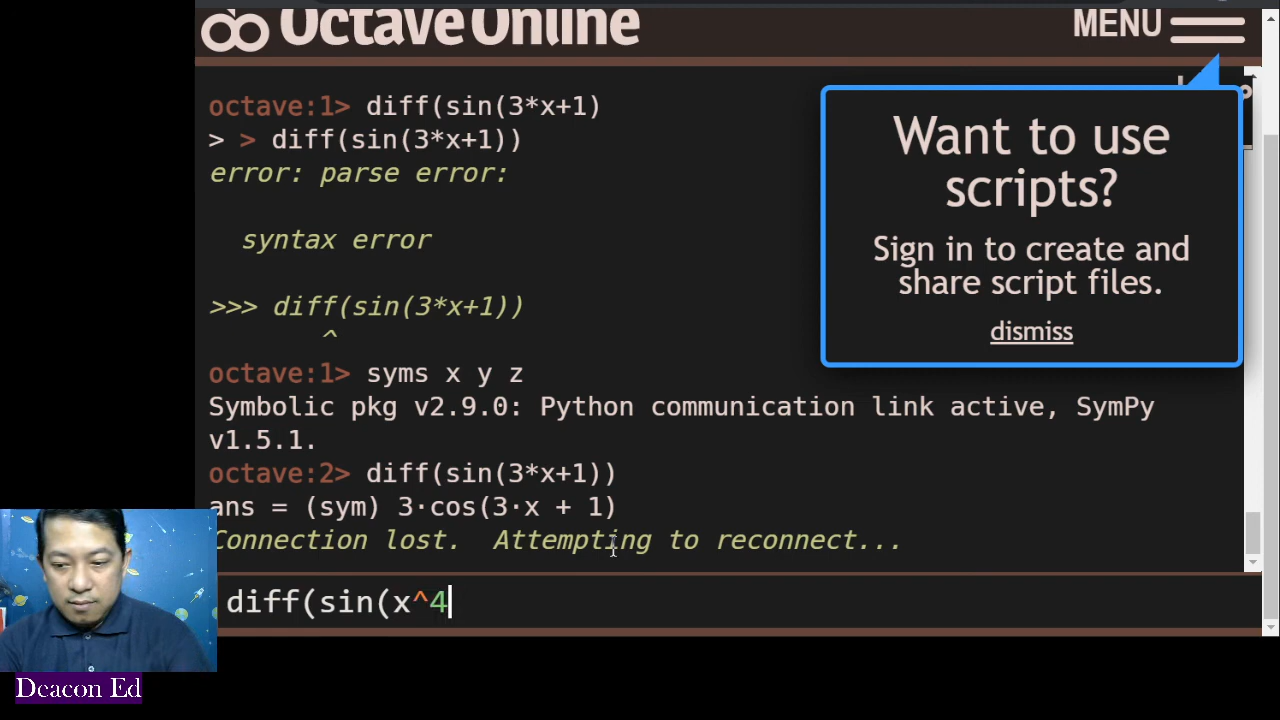 Octave Online
MENU
octave:1> diff(sin(3*x+1)
> > diff(sin(3*x+1))
error: parse error:
syntax error
>>> diff(sin(3*x+1))
^
octave:1> syms x y z
Symbolic pkg v2.9.0: Python communication link active, SymPy
v1.5.1.
octave:2> diff(sin(3*x+1))
ans = (sym) 3⋅cos(3⋅x + 1)
Connection lost.  Attempting to reconnect...
diff(sin(x^4
Want to use
scripts?
Sign in to create and
share script files.
dismiss
Deacon Ed